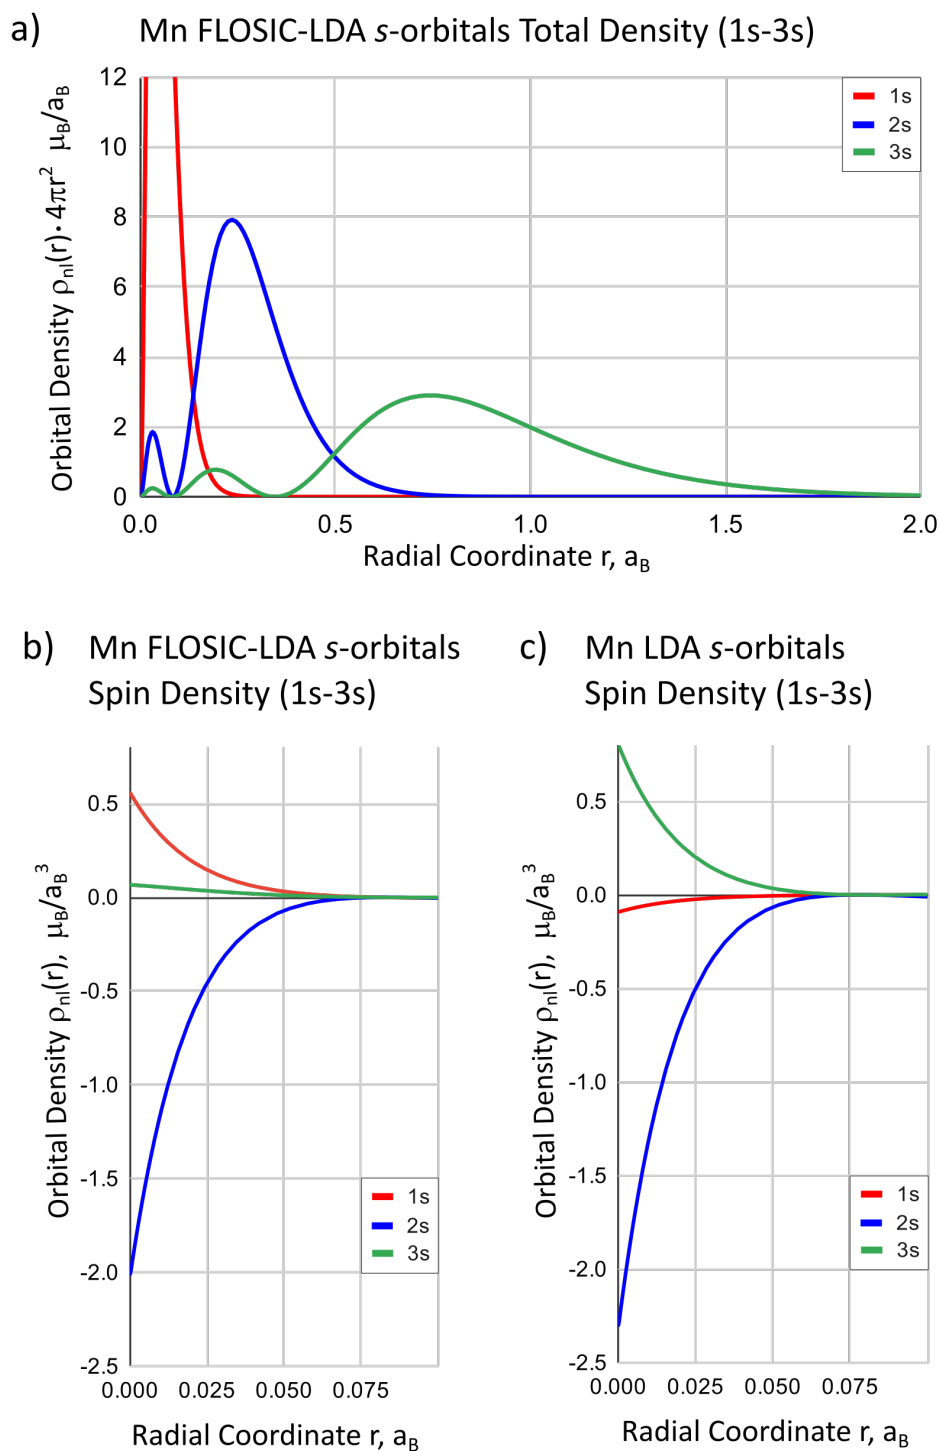 a) Mn FLOSIC-LDA s-orbitals Total Density (1s-3s)
Orbital Density ρnl(r)·4πr² μB/aB
12
10
8
6
4
2
0
1s
2s
3s
0.0 0.5 1.0 1.5 2.0
Radial Coordinate r, aB
b) Mn FLOSIC-LDA s-orbitals
Spin Density (1s-3s)
Orbital Density ρnl(r), μB/aB³
0.5
0.0
-0.5
-1.0
-1.5
-2.0
-2.5
1s
2s
3s
0.000 0.025 0.050 0.075
Radial Coordinate r, aB
c) Mn LDA s-orbitals
Spin Density (1s-3s)
Orbital Density ρnl(r), μB/aB³
0.5
0.0
-0.5
-1.0
-1.5
-2.0
-2.5
1s
2s
3s
0.000 0.025 0.050 0.075
Radial Coordinate r, aB